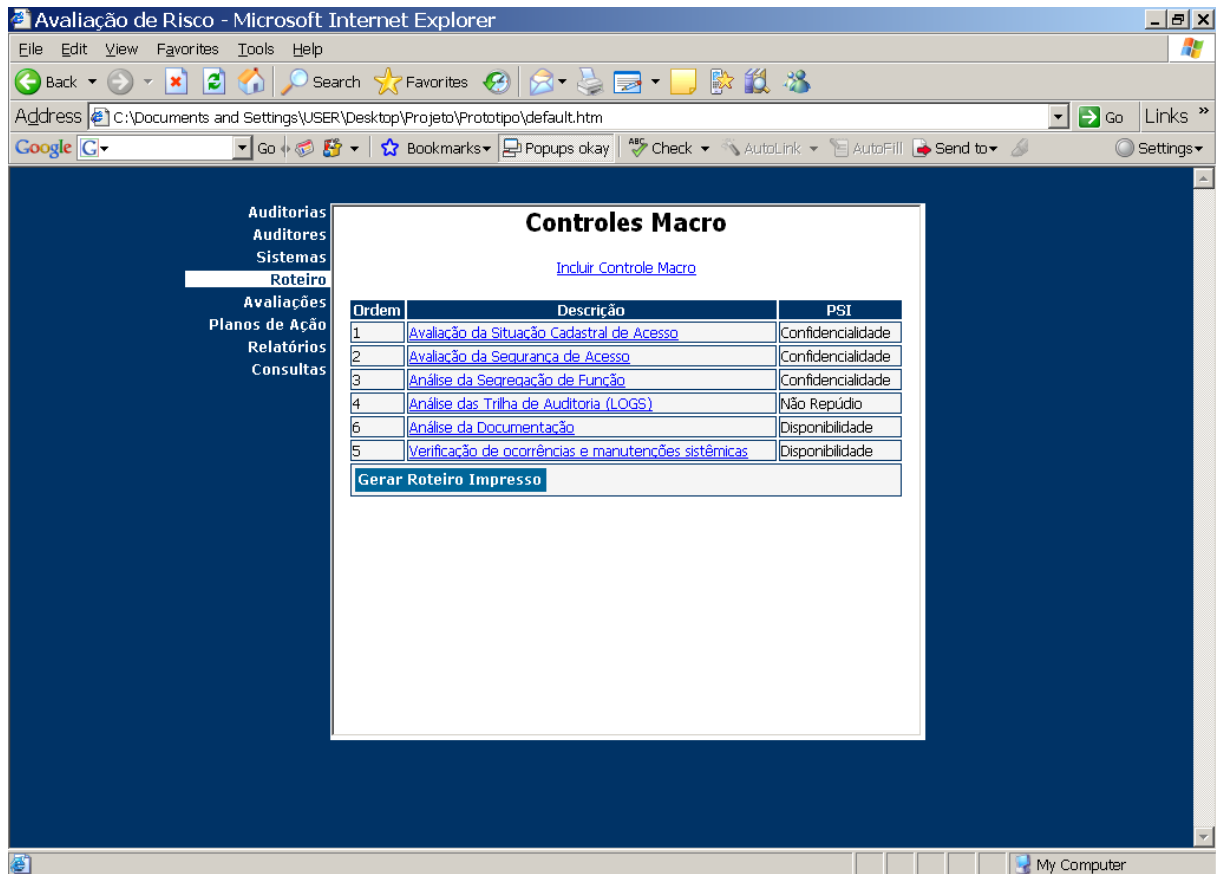 Avaliação de Risco - Microsoft Internet Explorer
File Edit View Favorites Tools Help
Back Search Favorites
Address C:\Documents and Settings\USER\Desktop\Projeto\Prototipo\default.htm Go Links »
Google G Go Bookmarks Popups okay ABC Check AutoLink AutoFill Send to Settings
Auditorias
Auditores
Sistemas
Roteiro
Avaliações
Planos de Ação
Relatórios
Consultas
Controles Macro
Incluir Controle Macro
Ordem Descrição PSI
1 Avaliação da Situação Cadastral de Acesso Confidencialidade
2 Avaliação da Segurança de Acesso Confidencialidade
3 Análise da Segregação de Função Confidencialidade
4 Análise das Trilha de Auditoria (LOGS) Não Repúdio
6 Análise da Documentação Disponibilidade
5 Verificação de ocorrências e manutenções sistêmicas Disponibilidade
Gerar Roteiro Impresso
My Computer